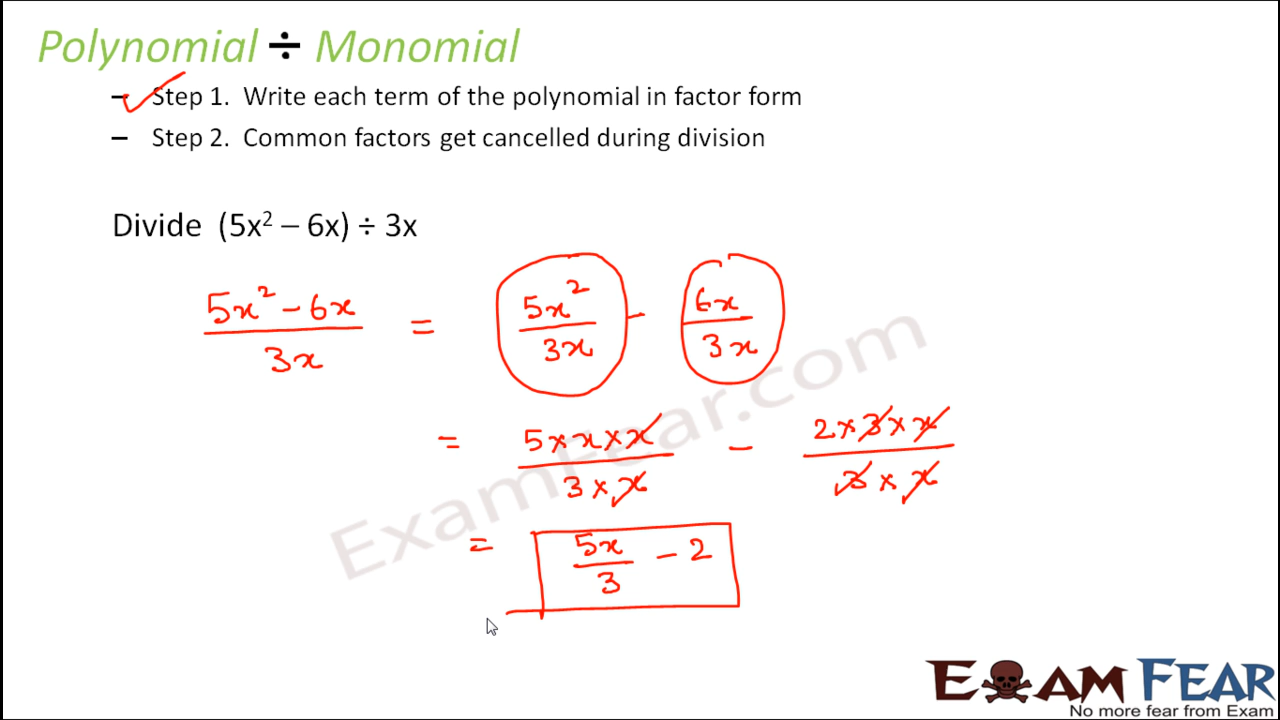 Polynomial ÷ Monomial
– Step 1. Write each term of the polynomial in factor form
– Step 2. Common factors get cancelled during division
Divide (5x² – 6x) ÷ 3x
(5x² - 6x)/(3x) = 5x²/3x - 6x/3x
= (5 × x × x)/(3 × x) - (2 × 3 × x)/(3 × x)
= 5x/3 - 2
ExamFear.com
EXAM FEAR
No more fear from Exam